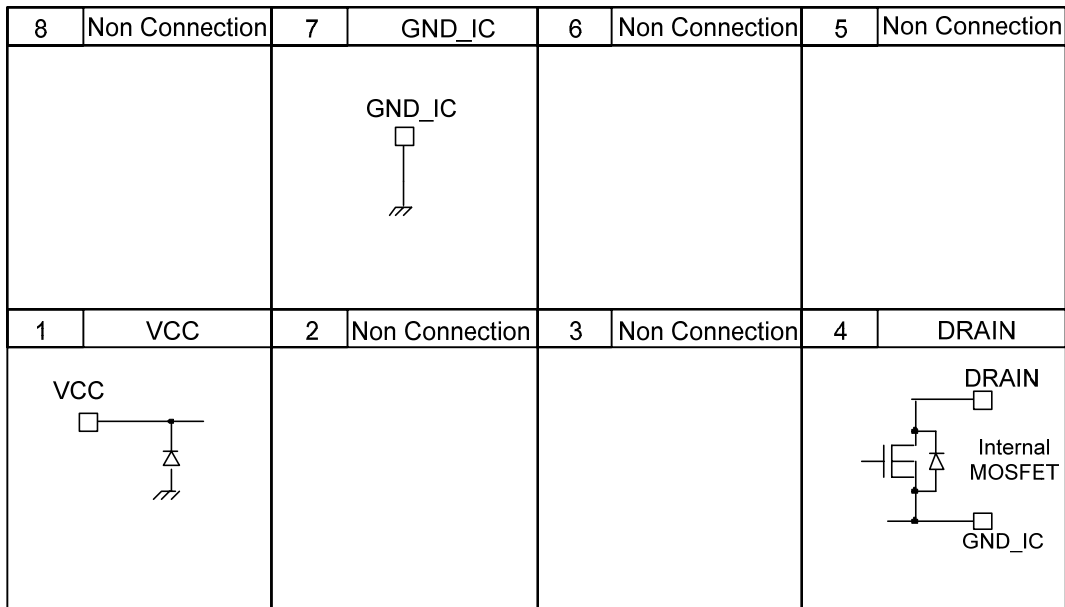 8 Non Connection 7 GND_IC 6 Non Connection 5 Non Connection
GND_IC
1 VCC 2 Non Connection 3 Non Connection 4 DRAIN
VCC
DRAIN
Internal
MOSFET
GND_IC